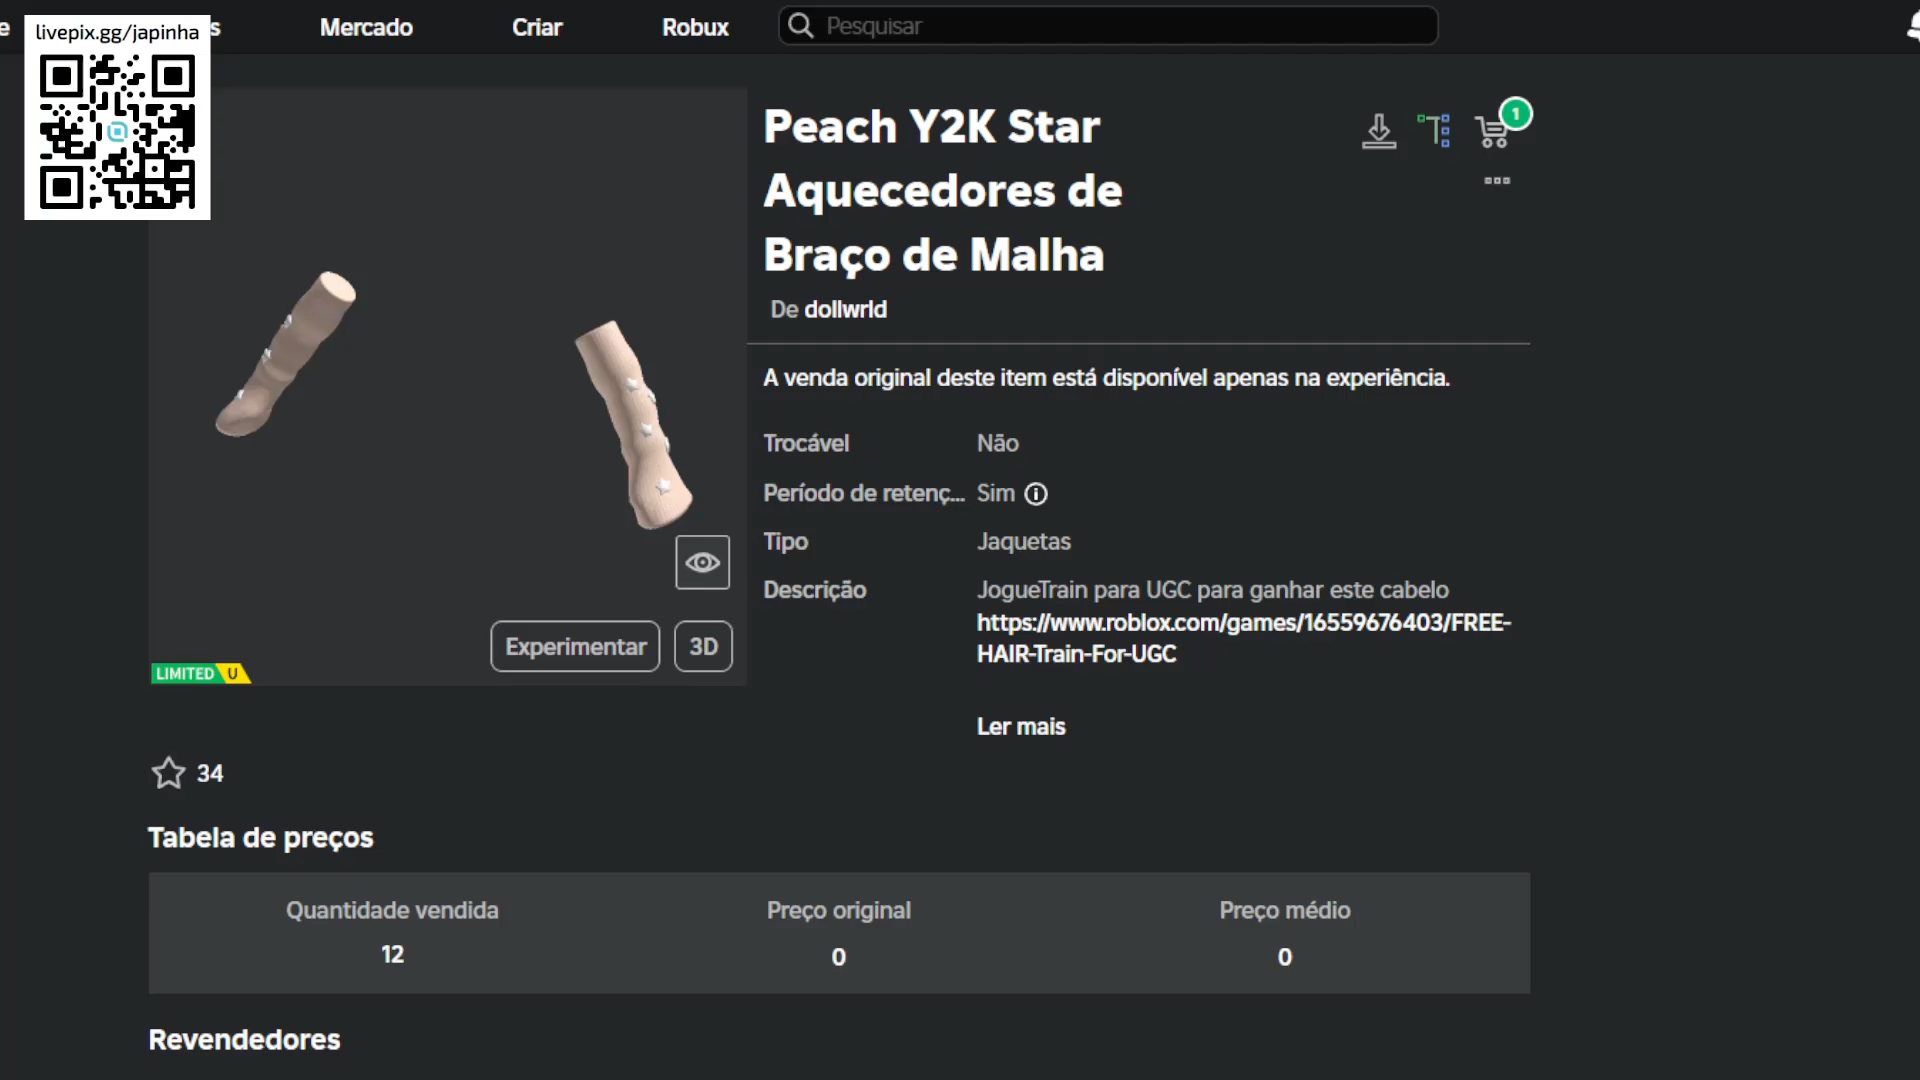 e
livepix.gg/japinha
s
Mercado
Criar
Robux
Pesquisar
Peach Y2K Star
Aquecedores de
Braço de Malha
1
De dollwrld
A venda original deste item está disponível apenas na experiência.
Trocável Não
Período de retenç... Sim
Tipo Jaquetas
Descrição JogueTrain para UGC para ganhar este cabelo
https://www.roblox.com/games/16559676403/FREE-
HAIR-Train-For-UGC
Ler mais
Experimentar
3D
LIMITED U
34
Tabela de preços
Quantidade vendida Preço original Preço médio
12 0 0
Revendedores